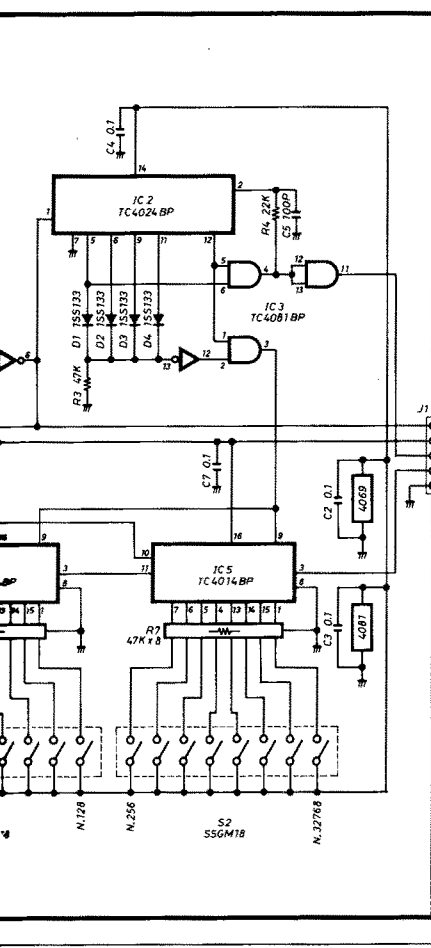 C4 0.1
14
1
IC 2
TC4024BP
2
7
5
6
9
11
12
R4 22K
C5 100P
D1 1SS133
D2 1SS133
D3 1SS133
D4 1SS133
5
6
4
12
13
11
IC 3
TC4081BP
1
2
3
6
13
12
R3 47K
J1
C7 0.1
C2 0.1
4069
9
16
9
10
11
IC 5
TC4014BP
3
8
3
8
C3 0.1
4081
BP
14
15
1
7
6
5
4
13
14
15
1
R7
47K x 8
N.128
N.256
S2
SSGM18
N.32768